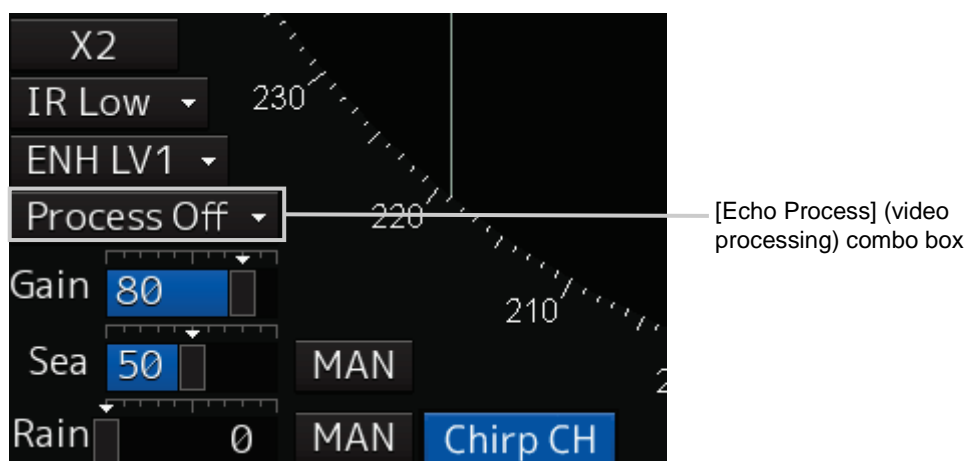 X2
IR Low
230
ENH LV1
Process Off
220
[Echo Process] (video
processing) combo box
Gain 80
210
Sea 50 MAN
2
Rain 0 MAN Chirp CH